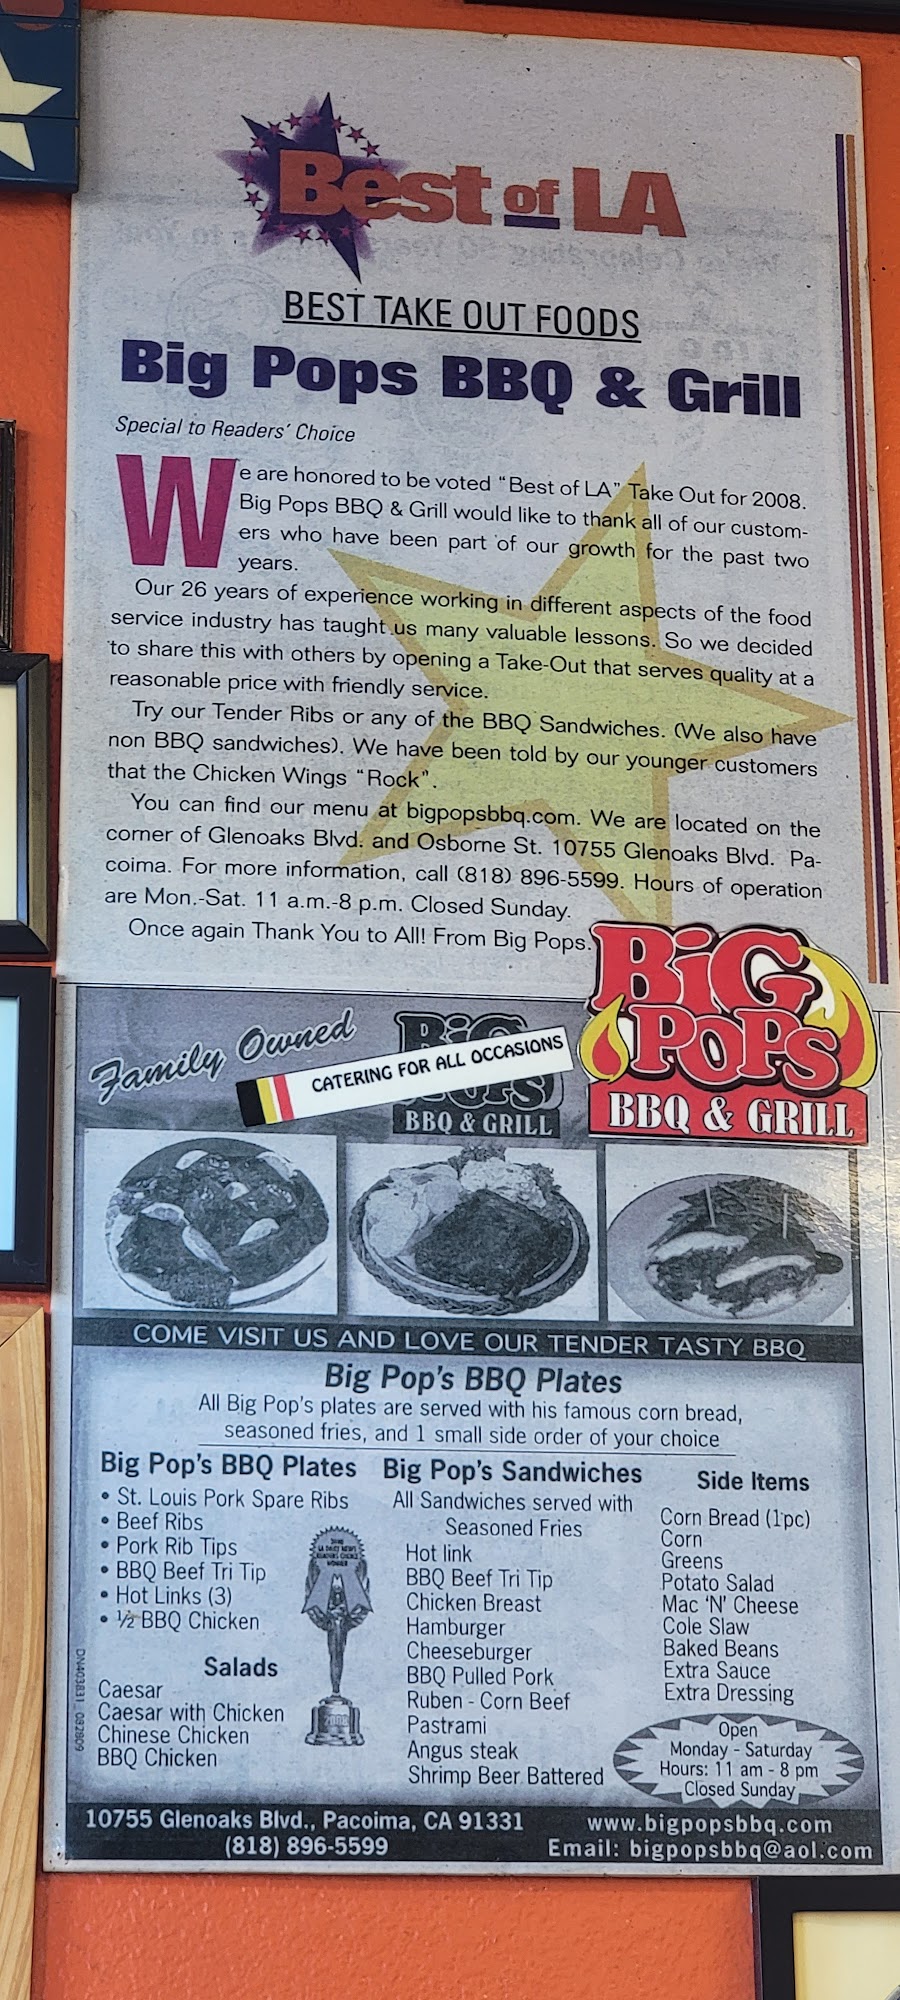 Best of LA
BEST TAKE OUT FOODS
Big Pops BBQ & Grill
Special to Readers' Choice
We are honored to be voted "Best of LA" Take Out for 2008.
Big Pops BBQ & Grill would like to thank all of our custom-
ers who have been part of our growth for the past two
years.
Our 26 years of experience working in different aspects of the food
service industry has taught us many valuable lessons. So we decided
to share this with others by opening a Take-Out that serves quality at a
reasonable price with friendly service.
Try our Tender Ribs or any of the BBQ Sandwiches. (We also have
non BBQ sandwiches). We have been told by our younger customers
that the Chicken Wings "Rock".
You can find our menu at bigpopsbbq.com. We are located on the
corner of Glenoaks Blvd. and Osborne St. 10755 Glenoaks Blvd. Pa-
coima. For more information, call (818) 896-5599. Hours of operation
are Mon.-Sat. 11 a.m.-8 p.m. Closed Sunday.
Once again Thank You to All! From Big Pops.
BiG
POPS
BBQ & GRILL
Family Owned
CATERING FOR ALL OCCASIONS
BiG
POPS
BBQ & GRILL
COME VISIT US AND LOVE OUR TENDER TASTY BBQ
Big Pop's BBQ Plates
All Big Pop's plates are served with his famous corn bread,
seasoned fries, and 1 small side order of your choice
Big Pop's BBQ Plates
• St. Louis Pork Spare Ribs
• Beef Ribs
• Pork Rib Tips
• BBQ Beef Tri Tip
• Hot Links (3)
• ½ BBQ Chicken
Salads
Caesar
Caesar with Chicken
Chinese Chicken
BBQ Chicken
2008
Big Pop's Sandwiches
All Sandwiches served with
Seasoned Fries
Hot link
BBQ Beef Tri Tip
Chicken Breast
Hamburger
Cheeseburger
BBQ Pulled Pork
Ruben - Corn Beef
Pastrami
Angus steak
Shrimp Beer Battered
Side Items
Corn Bread (1pc)
Corn
Greens
Potato Salad
Mac 'N' Cheese
Cole Slaw
Baked Beans
Extra Sauce
Extra Dressing
Open
Monday - Saturday
Hours: 11 am - 8 pm
Closed Sunday
DN403831 092809
10755 Glenoaks Blvd., Pacoima, CA 91331
(818) 896-5599
www.bigpopsbbq.com
Email: bigpopsbbq@aol.com